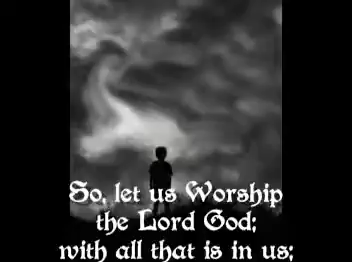 So, let us Worship
the Lord God;
with all that is in us;